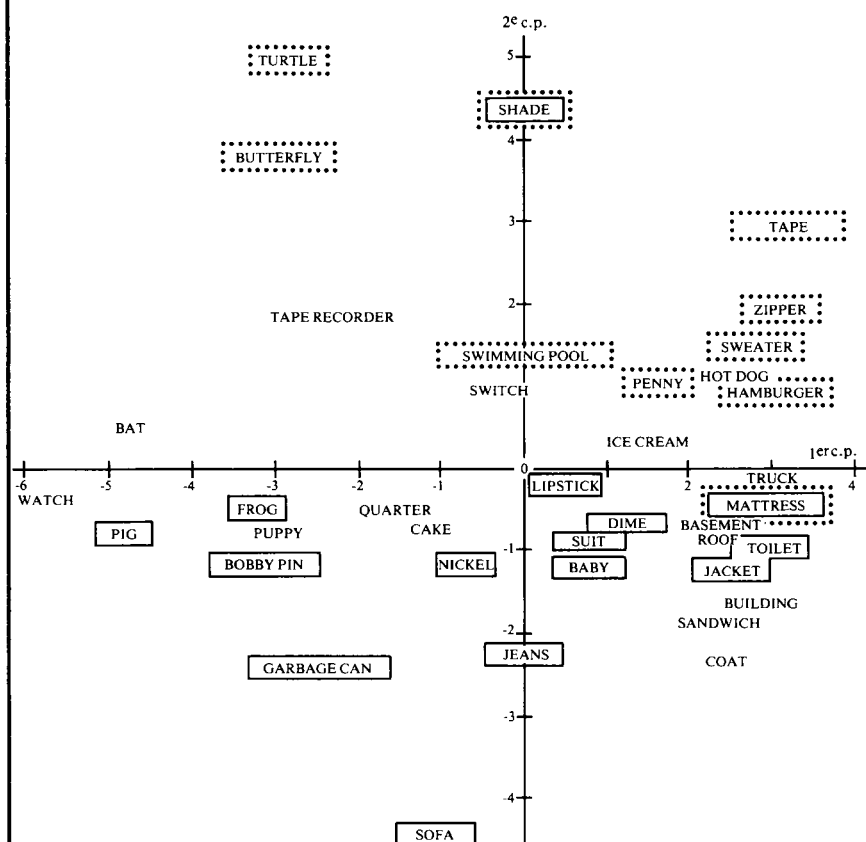 2e c.p.
5
TURTLE
SHADE
4
BUTTERFLY
3
TAPE
2
ZIPPER
TAPE RECORDER
SWEATER
SWIMMING POOL
HOT DOG
PENNY
SWITCH
HAMBURGER
BAT
ICE CREAM
1er c.p.
-6 -5 -4 -3 -2 -1 0 2 4
TRUCK
WATCH
LIPSTICK
MATTRESS
FROG
QUARTER
DIME
BASEMENT
PIG
PUPPY
CAKE
SUIT
ROOF
-1
TOILET
BOBBY PIN
NICKEL
BABY
JACKET
BUILDING
-2
SANDWICH
JEANS
GARBAGE CAN
COAT
-3
-4
SOFA